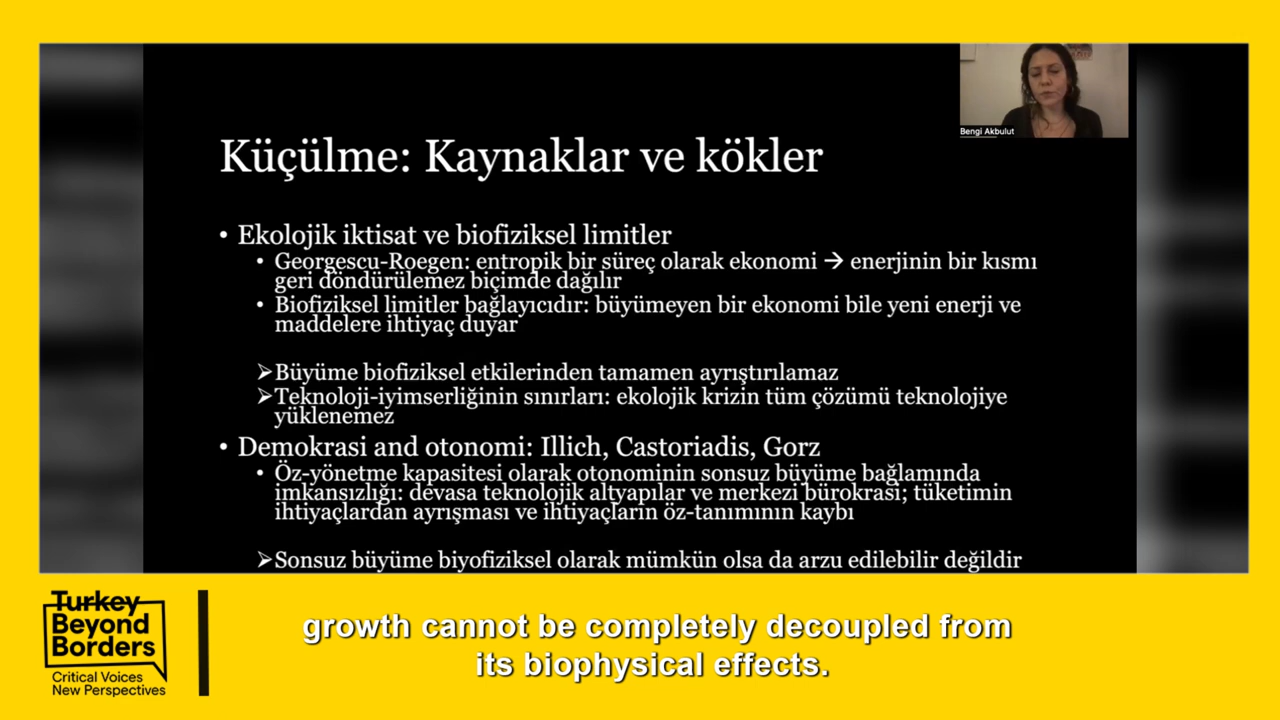 Bengi Akbulut
Küçülme: Kaynaklar ve kökler
• Ekolojik iktisat ve biofiziksel limitler
• Georgescu-Roegen: entropik bir süreç olarak ekonomi → enerjinin bir kısmı
geri döndürülemez biçimde dağılır
• Biofiziksel limitler bağlayıcıdır: büyümeyen bir ekonomi bile yeni enerji ve
maddelere ihtiyaç duyar
➢Büyüme biofiziksel etkilerinden tamamen ayrıştırılamaz
➢Teknoloji-iyimserliğinin sınırları: ekolojik krizin tüm çözümü teknolojiye
yüklenemez
• Demokrasi and otonomi: Illich, Castoriadis, Gorz
• Öz-yönetme kapasitesi olarak otonominin sonsuz büyüme bağlamında
imkansızlığı: devasa teknolojik altyapılar ve merkezi bürokrasi; tüketimin
ihtiyaçlardan ayrışması ve ihtiyaçların öz-tanımının kaybı
➢Sonsuz büyüme biyofiziksel olarak mümkün olsa da arzu edilebilir değildir
Turkey
Beyond
Borders
Critical Voices
New Perspectives
growth cannot be completely decoupled from
its biophysical effects.